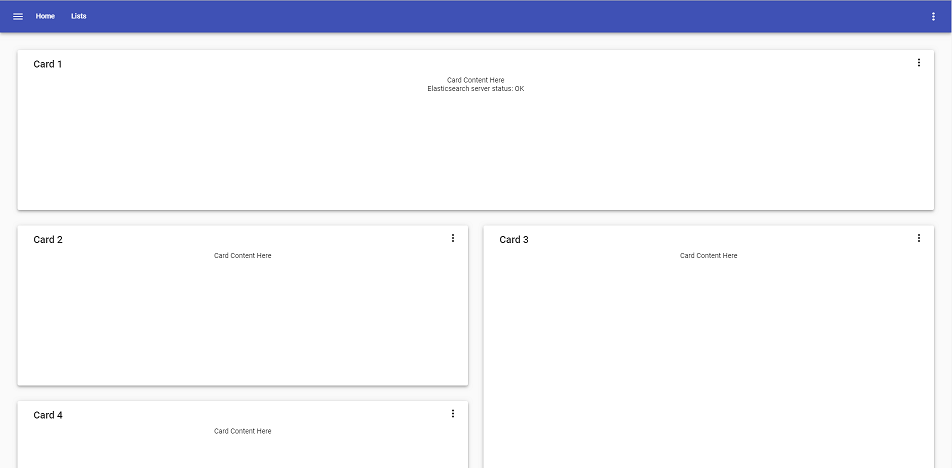 Home Lists
Card 1
Card Content Here
Elasticsearch server status: OK
Card 2
Card Content Here
Card 3
Card Content Here
Card 4
Card Content Here